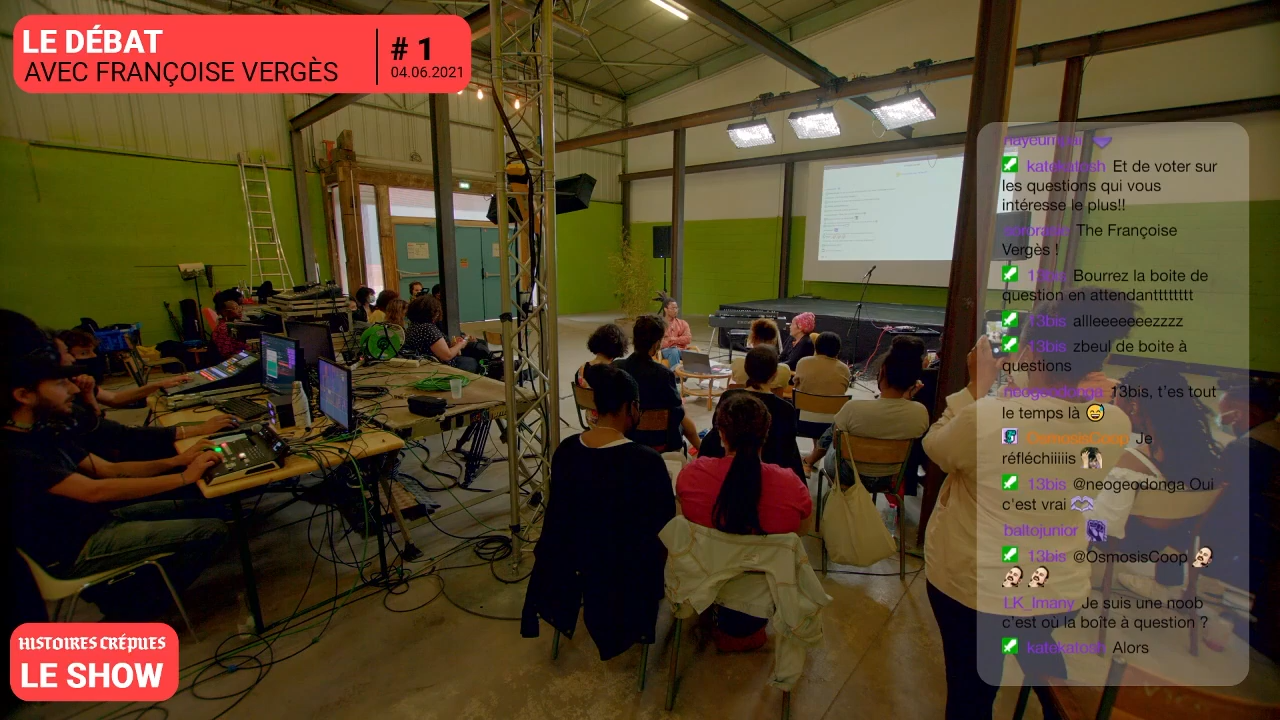 LE DÉBAT
AVEC FRANÇOISE VERGÈS
# 1
04.06.2021
katekatosh Et de voter sur
les questions qui vous
intéresse le plus!!
The Françoise
Vergès !
13bis Bourrez la boite de
question en attendantttttttt
13bis allleeeeeeezzzz
13bis zbeul de boite à
questions
neogeodonga 13bis, t'es tout
le temps là 😅
OsmosisCoop Je
réfléchiiiiis
13bis @neogeodonga Oui
c'est vrai
baltojunior
13bis @OsmosisCoop
LK_Imany Je suis une noob
c'est où la boîte à question ?
katekatosh Alors
HISTOIRES CRÉPUES
LE SHOW